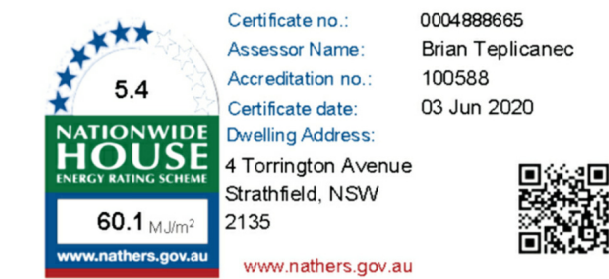 5.4
NATIONWIDE
HOUSE
ENERGY RATING SCHEME
60.1 MJ/m²
www.nathers.gov.au
Certificate no.: 0004888665
Assessor Name: Brian Teplicanec
Accreditation no.: 100588
Certificate date: 03 Jun 2020
Dwelling Address:
4 Torrington Avenue
Strathfield, NSW
2135
www.nathers.gov.au